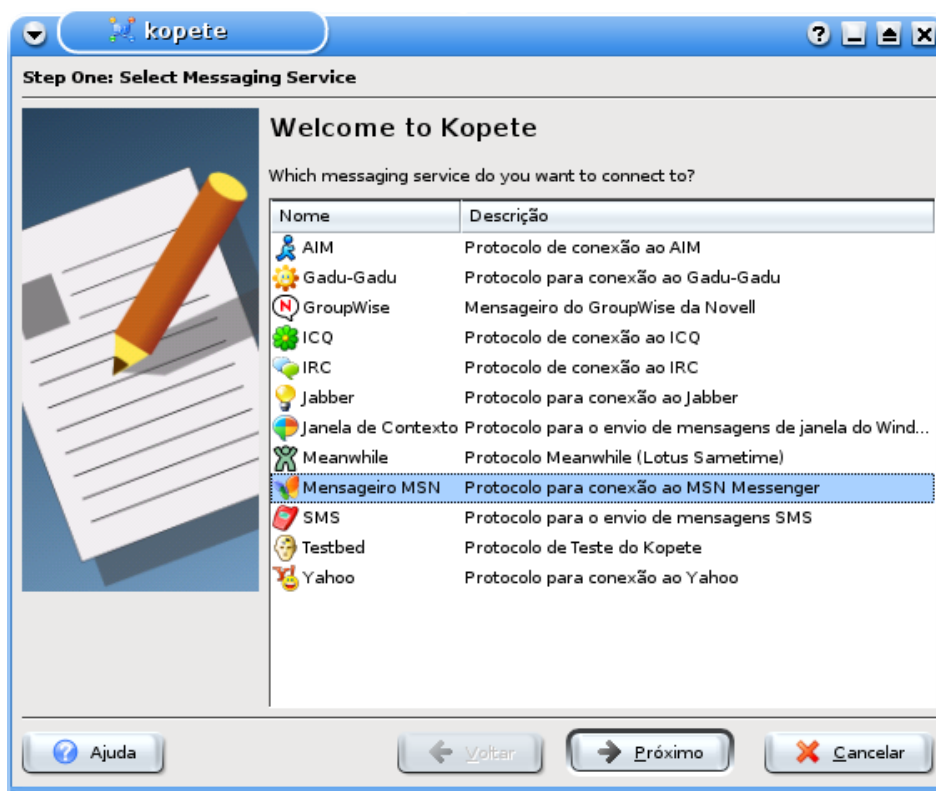 kopete
Step One: Select Messaging Service
Welcome to Kopete
Which messaging service do you want to connect to?
Nome Descrição
AIM Protocolo de conexão ao AIM
Gadu-Gadu Protocolo para conexão ao Gadu-Gadu
GroupWise Mensageiro do GroupWise da Novell
ICQ Protocolo de conexão ao ICQ
IRC Protocolo de conexão ao IRC
Jabber Protocolo para conexão ao Jabber
Janela de Contexto Protocolo para o envio de mensagens de janela do Wind...
Meanwhile Protocolo Meanwhile (Lotus Sametime)
Mensageiro MSN Protocolo para conexão ao MSN Messenger
SMS Protocolo para o envio de mensagens SMS
Testbed Protocolo de Teste do Kopete
Yahoo Protocolo para conexão ao Yahoo
Ajuda Voltar Próximo Cancelar